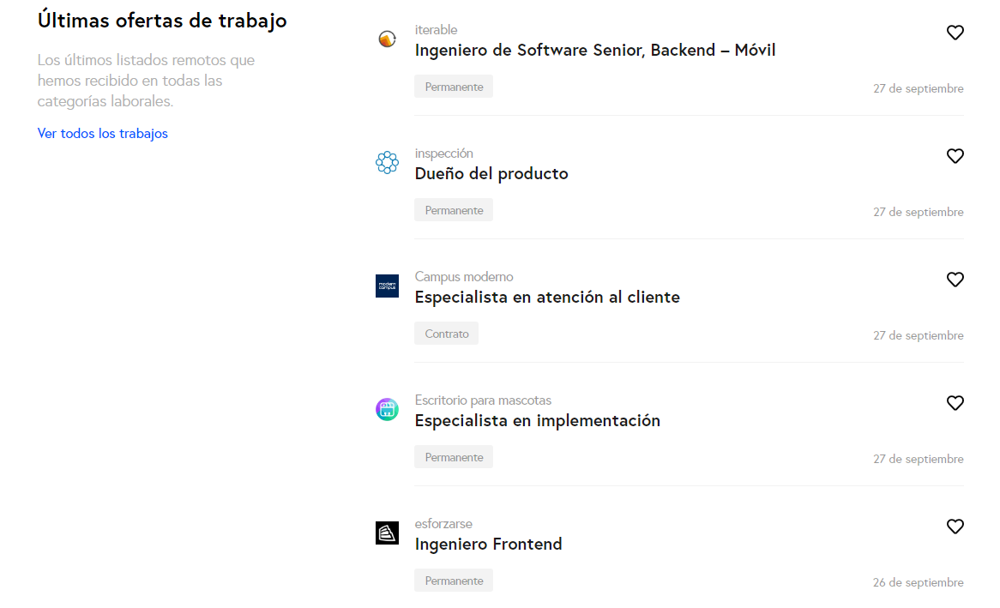 Últimas ofertas de trabajo
Los últimos listados remotos que
hemos recibido en todas las
categorías laborales.
Ver todos los trabajos
iterable
Ingeniero de Software Senior, Backend – Móvil
Permanente
27 de septiembre
inspección
Dueño del producto
Permanente
27 de septiembre
modern
campus
Campus moderno
Especialista en atención al cliente
Contrato
27 de septiembre
Escritorio para mascotas
Especialista en implementación
Permanente
27 de septiembre
esforzarse
Ingeniero Frontend
Permanente
26 de septiembre